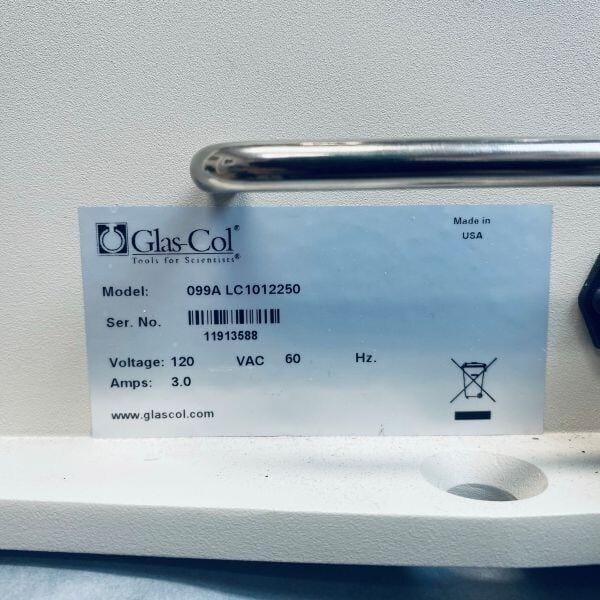 Glas-Col®
Tools for Scientists®
Made in
USA
Model: 099A LC1012250
Ser. No.
11913588
Voltage: 120 VAC 60 Hz.
Amps: 3.0
www.glascol.com